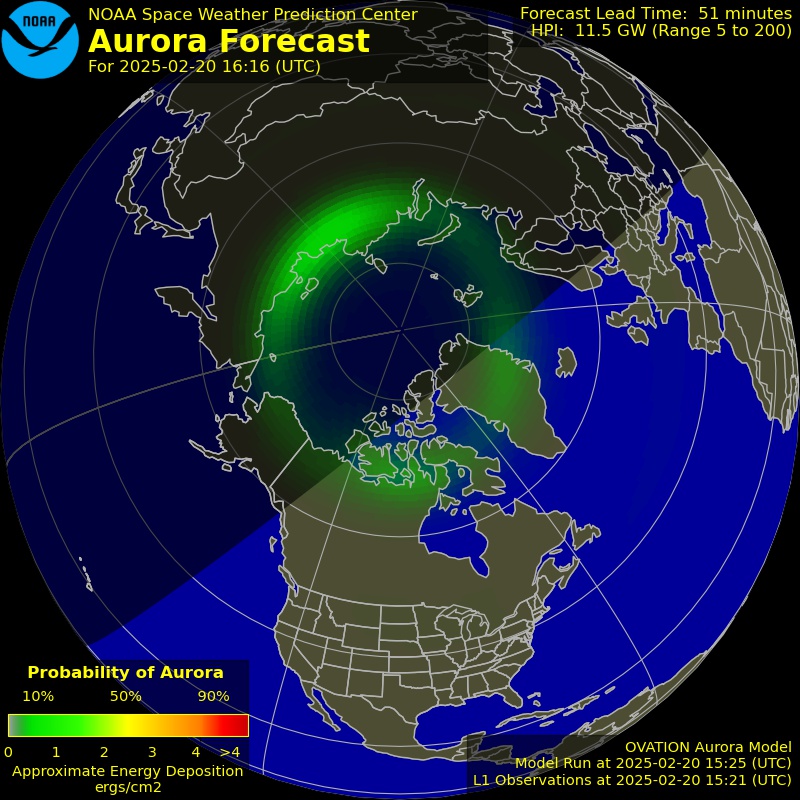 NOAA
NOAA Space Weather Prediction Center
Aurora Forecast
For 2025-02-20 16:16 (UTC)
Forecast Lead Time: 51 minutes
HPI: 11.5 GW (Range 5 to 200)
Probability of Aurora
10% 50% 90%
0 1 2 3 4 >4
Approximate Energy Deposition
ergs/cm2
OVATION Aurora Model
Model Run at 2025-02-20 15:25 (UTC)
L1 Observations at 2025-02-20 15:21 (UTC)